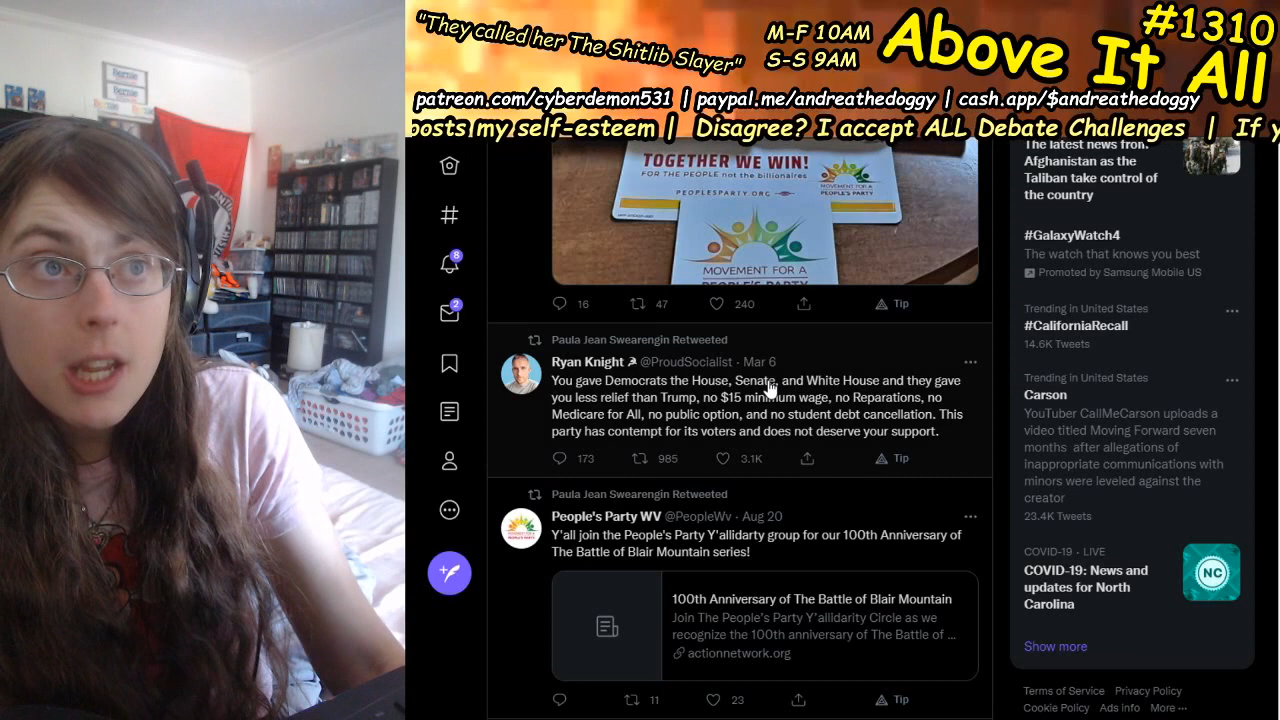 "They called her The Shitlib Slayer"
M-F 10AM
S-S 9AM
Above It All
#1310
patreon.com/cyberdemon531 | paypal.me/andreathedoggy | cash.app/$andreathedoggy
posts my self-esteem | Disagree? I accept ALL Debate Challenges | If y
Bernie
TOGETHER WE WIN!
FOR THE PEOPLE not the billionaires
PEOPLESPARTY.ORG
MOVEMENT FOR A
PEOPLE'S PARTY
MOVEMENT FOR A
PEOPLE'S PARTY
16 47 240 Tip
Paula Jean Swearengin Retweeted
Ryan Knight @ProudSocialist · Mar 6
You gave Democrats the House, Senate, and White House and they gave
you less relief than Trump, no $15 minimum wage, no Reparations, no
Medicare for All, no public option, and no student debt cancellation. This
party has contempt for its voters and does not deserve your support.
173 985 3.1K Tip
Paula Jean Swearengin Retweeted
People's Party WV @PeopleWv · Aug 20
Y'all join the People's Party Y'allidarty group for our 100th Anniversary of
The Battle of Blair Mountain series!
100th Anniversary of The Battle of Blair Mountain
Join The People's Party Y'allidarity Circle as we
recognize the 100th anniversary of The Battle of ...
actionnetwork.org
11 23 Tip
8
2
The latest news from
Afghanistan as the
Taliban take control of
the country
#GalaxyWatch4
The watch that knows you best
Promoted by Samsung Mobile US
Trending in United States
#CaliforniaRecall
14.6K Tweets
Trending in United States
Carson
YouTuber CallMeCarson uploads a
video titled Moving Forward seven
months after allegations of
inappropriate communications with
minors were leveled against the
creator
23.4K Tweets
COVID-19 · LIVE
COVID-19: News and
updates for North
Carolina
NC
Show more
Terms of Service Privacy Policy
Cookie Policy Ads info More ···